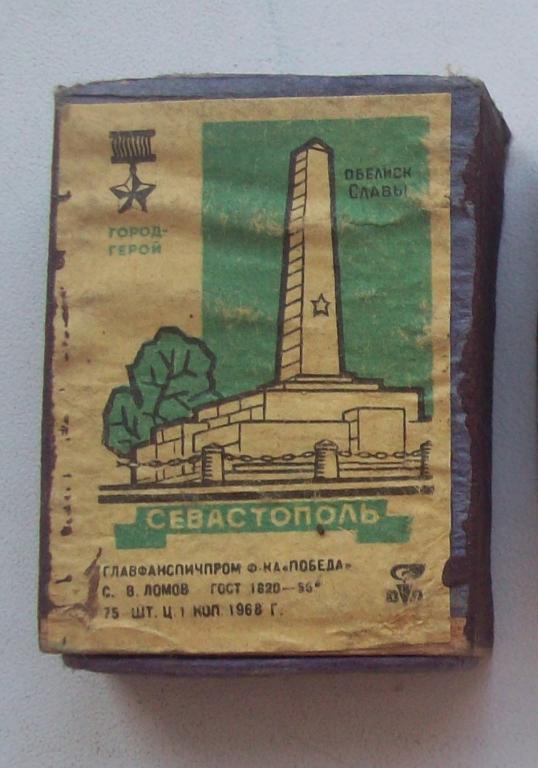 ГОРОД-
ГЕРОЙ
ОБЕЛИСК
СЛАВЫ
СЕВАСТОПОЛЬ
ГЛАВФАНСПИЧПРОМ Ф-КА «ПОБЕДА»
С. В. ЛОМОВ ГОСТ 1820—56*
75 ШТ. Ц. 1 КОП. 1968 Г.